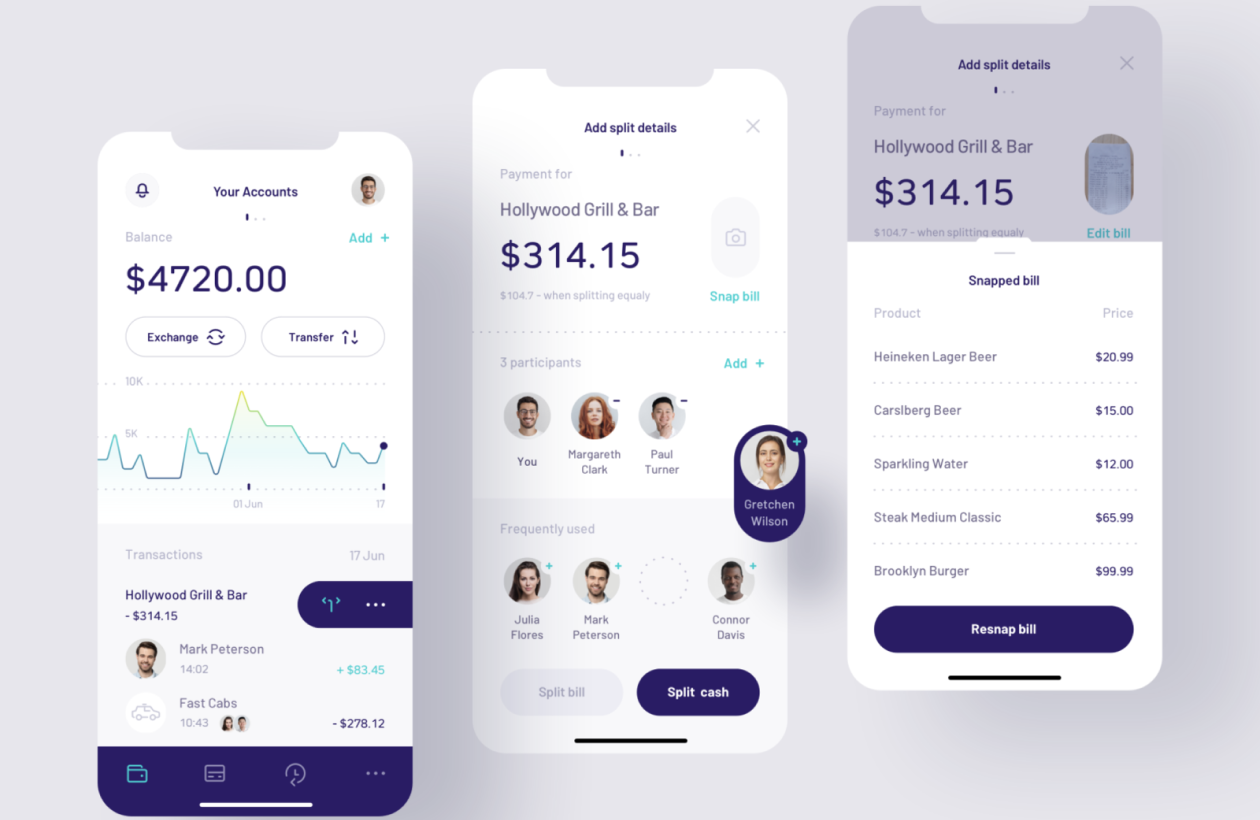 Your Accounts
Balance
Add +
$4720.00
Exchange
Transfer
10K
5K
01 Jun
17
Transactions
17 Jun
Hollywood Grill & Bar
- $314.15
Mark Peterson
14:02
+ $83.45
Fast Cabs
10:43
- $278.12
Add split details
Payment for
Hollywood Grill & Bar
$314.15
$104.7 - when splitting equaly
Snap bill
3 participants
Add +
You
Margareth
Clark
Paul
Turner
Gretchen
Wilson
Frequently used
Julia
Flores
Mark
Peterson
Connor
Davis
Split bill
Split cash
Add split details
Payment for
Hollywood Grill & Bar
$314.15
$104.7 - when splitting equaly
Edit bill
Snapped bill
Product
Price
Heineken Lager Beer
$20.99
Carslberg Beer
$15.00
Sparkling Water
$12.00
Steak Medium Classic
$65.99
Brooklyn Burger
$99.99
Resnap bill